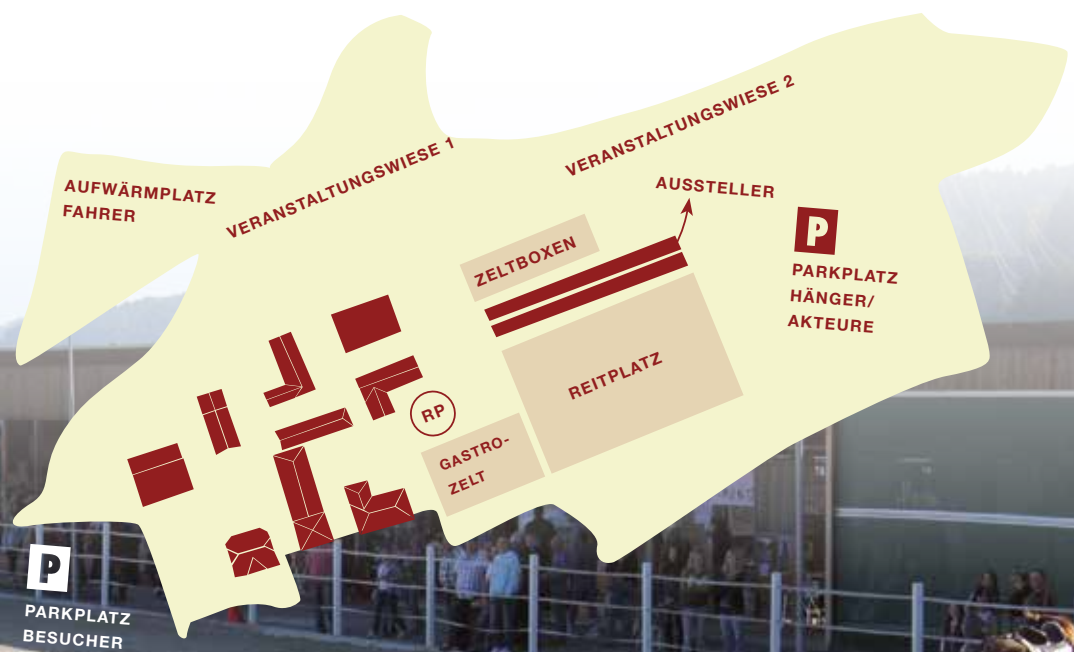 VERANSTALTUNGSWIESE 2
VERANSTALTUNGSWIESE 1
AUFWÄRMPLATZ
FAHRER
AUSSTELLER
P
PARKPLATZ
HÄNGER/
AKTEURE
ZELTBOXEN
REITPLATZ
RP
GASTRO-
ZELT
P
PARKPLATZ
BESUCHER